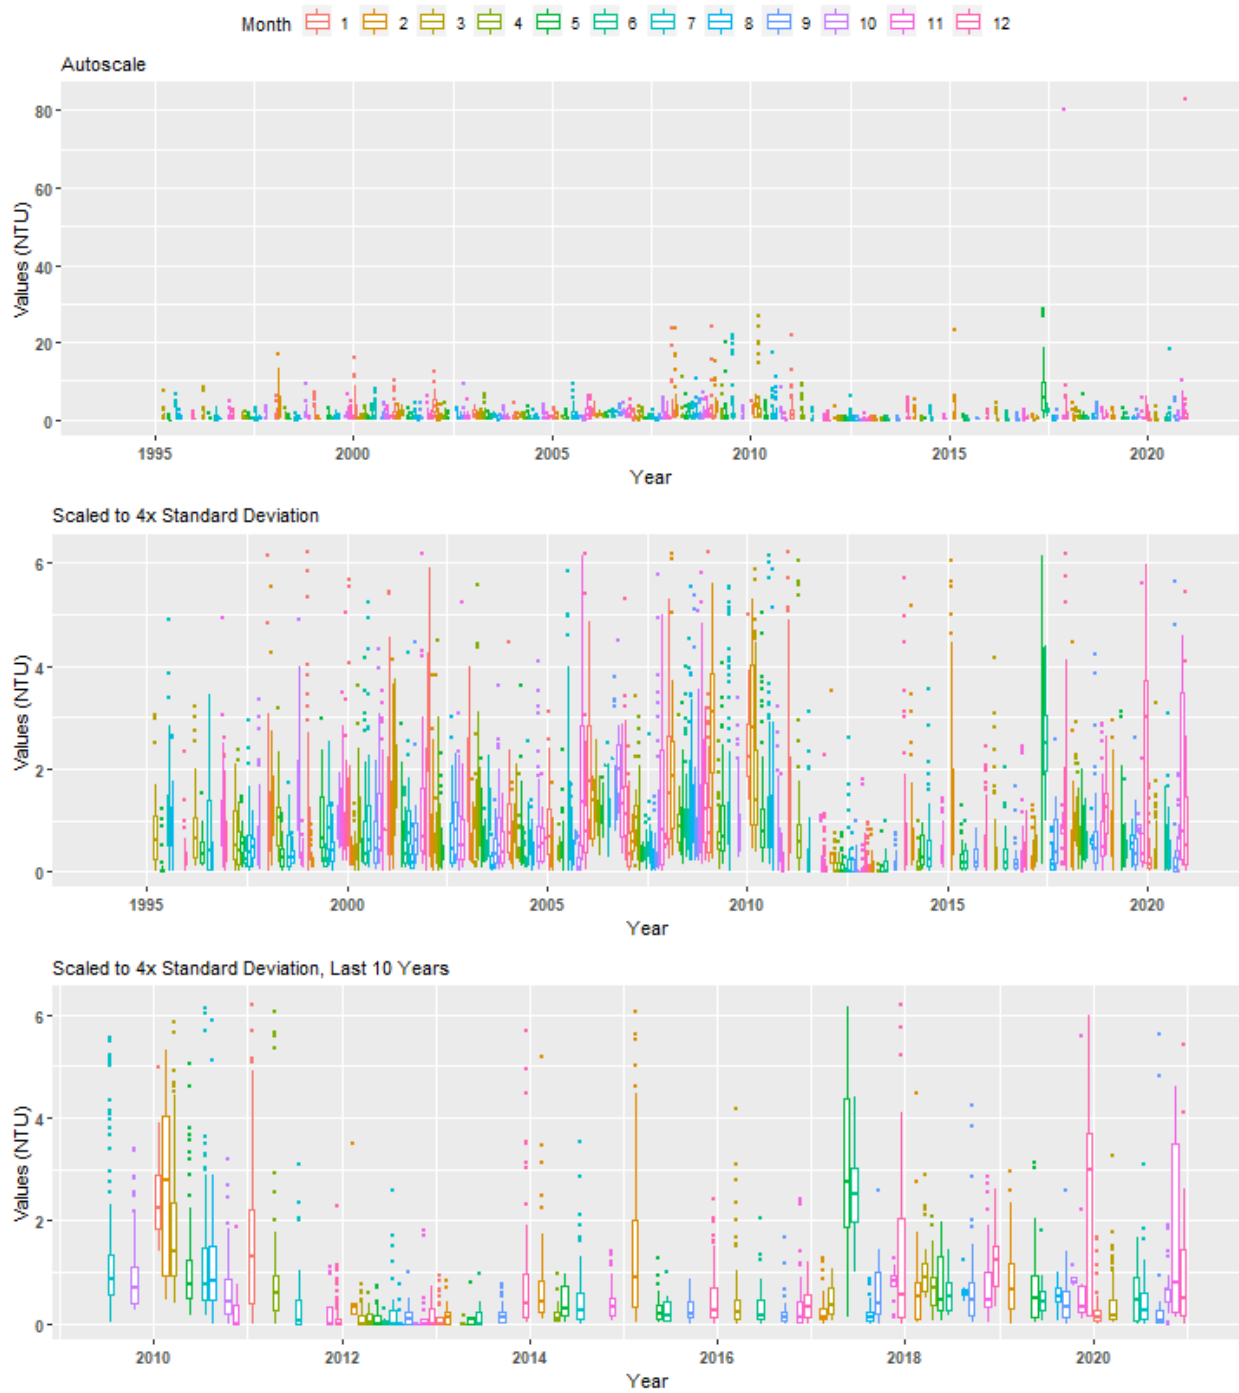 Month 1 2 3 4 5 6 7 8 9 10 11 12
Autoscale
Values (NTU)
80
60
40
20
0
1995 2000 2005 2010 2015 2020
Year
Scaled to 4x Standard Deviation
Values (NTU)
6
4
2
0
1995 2000 2005 2010 2015 2020
Year
Scaled to 4x Standard Deviation, Last 10 Years
Values (NTU)
6
4
2
0
2010 2012 2014 2016 2018 2020
Year